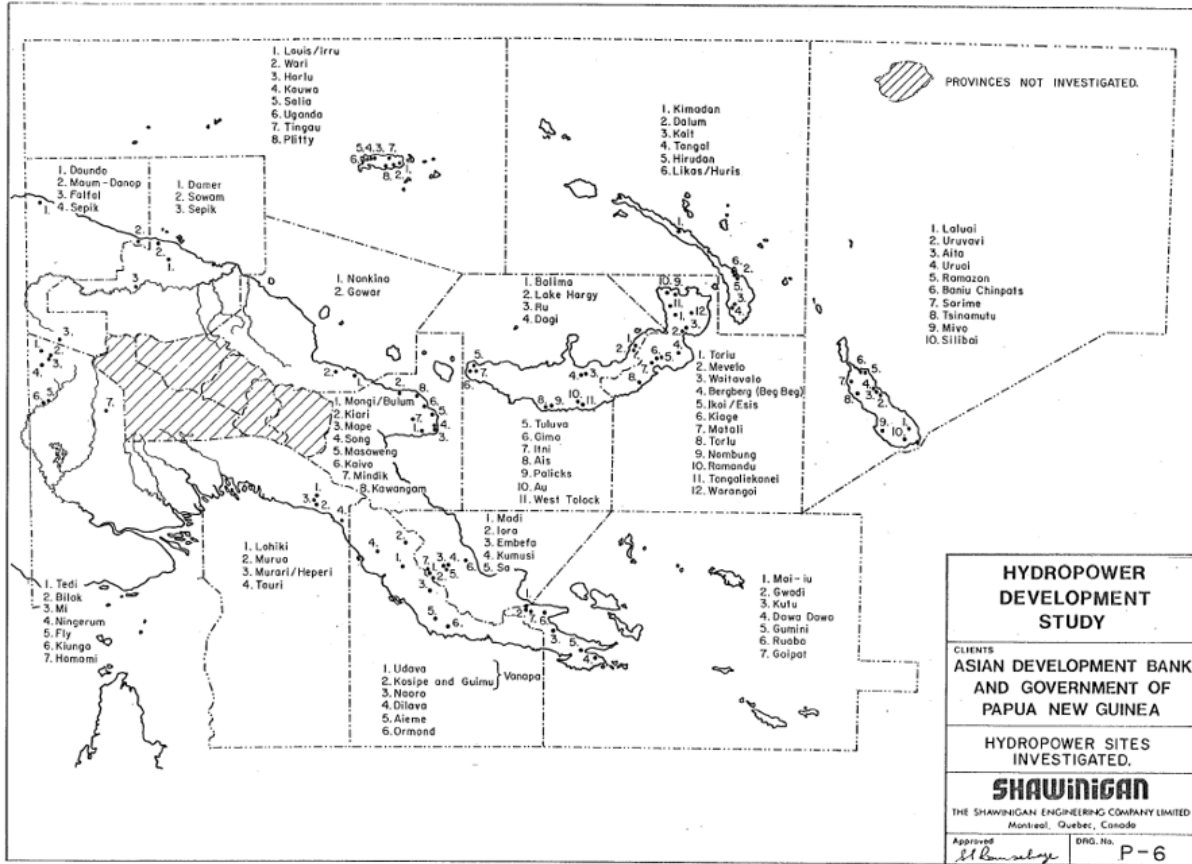 1. Louis/Irru
2. Wari
3. Harlu
4. Kauwa
5. Salia
6. Uganda
7. Tingau
8. Plitty
1. Kimadan
2. Dalum
3. Kait
4. Tangal
5. Hirudan
6. Likas/Huris
PROVINCES NOT INVESTIGATED.
1. Daundo
2. Maum-Danop
3. Falfal
4. Sepik
1. Damer
2. Sowam
3. Sepik
1. Nankina
2. Gowar
1. Balima
2. Lake Hargy
3. Ru
4. Dagi
1. Laluai
2. Uruvavi
3. Aita
4. Uruai
5. Ramazon
6. Baniu Chinpats
7. Sarime
8. Tsinamutu
9. Mivo
10. Silibai
1. Mongi/Bulum
2. Kiari
3. Mape
4. Song
5. Masaweng
6. Kaivo
7. Mindik
8. Kawangam
5. Tuluva
6. Gima
7. Itni
8. Ais
9. Palicks
10. Au
11. West Tolock
1. Toriu
2. Mevelo
3. Waitavalo
4. Bergberg (Beg Beg)
5. Ikoi/Esis
6. Kiage
7. Matali
8. Torlu
9. Nambung
10. Ramandu
11. Tongaliekanei
12. Warangoi
1. Lohiki
2. Murua
3. Murari/Heperi
4. Tauri
1. Madi
2. Iora
3. Embefa
4. Kumusi
5. Sa
1. Tedi
2. Bilak
3. Mi
4. Ningerum
5. Fly
6. Kiunga
7. Hamami
1. Udava
2. Kosipe and Guimu
Vanapa
3. Naoro
4. Dilava
5. Aieme
6. Ormond
1. Mai-iu
2. Gwadi
3. Kutu
4. Dawa Dawa
5. Gumini
6. Ruaba
7. Goipat
HYDROPOWER
DEVELOPMENT
STUDY
CLIENTS
ASIAN DEVELOPMENT BANK
AND GOVERNMENT OF
PAPUA NEW GUINEA
HYDROPOWER SITES
INVESTIGATED.
SHAWINIGAN
THE SHAWINIGAN ENGINEERING COMPANY LIMITED
Montreal, Quebec, Canada
Approved
DRG. No.
P-6